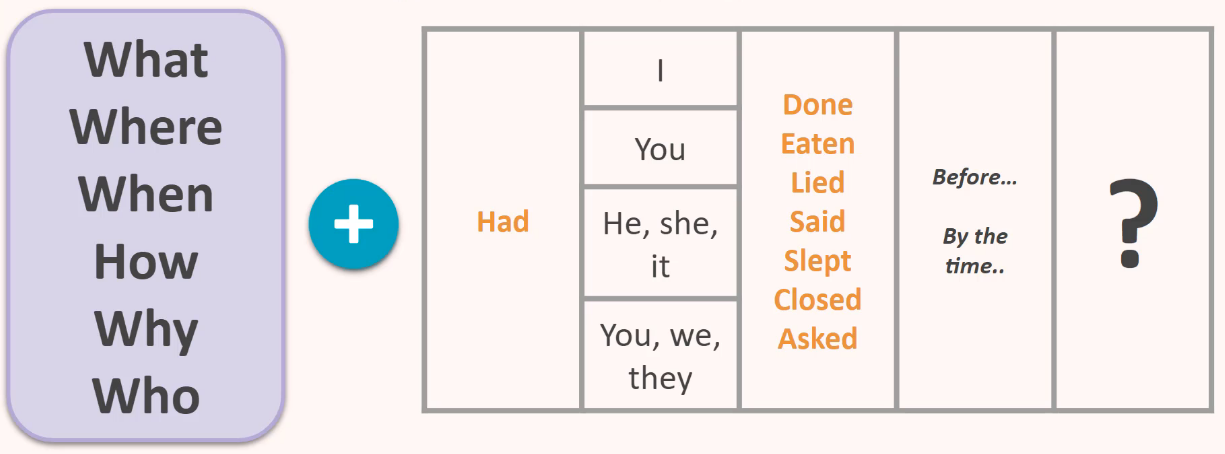 What
Where
When
How
Why
Who
+
Had
I
You
He, she,
it
You, we,
they
Done
Eaten
Lied
Said
Slept
Closed
Asked
Before...
By the
time..
?